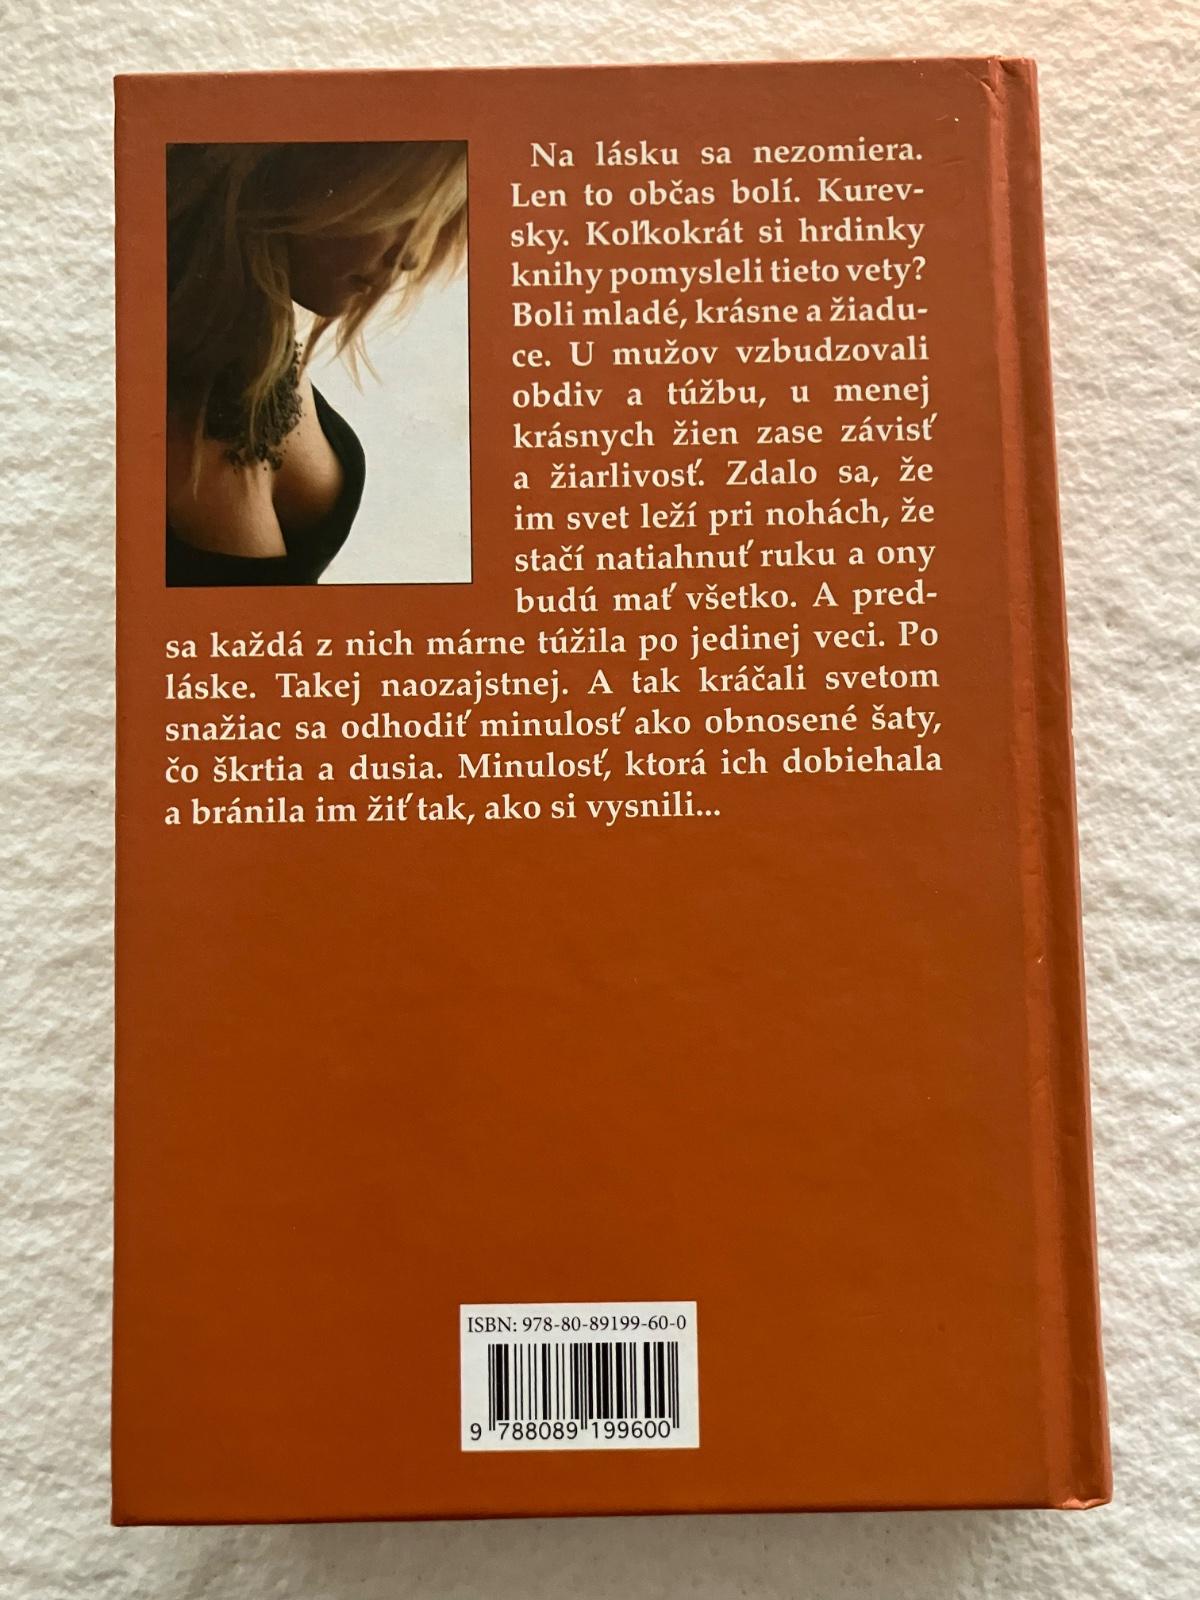 Na lásku sa nezomiera.
Len to občas bolí. Kurev-
sky. Koľkokrát si hrdinky
knihy pomysleli tieto vety?
Boli mladé, krásne a žiadu-
ce. U mužov vzbudzovali
obdiv a túžbu, u menej
krásnych žien zase závisť
a žiarlivosť. Zdalo sa, že
im svet leží pri nohách, že
stačí natiahnuť ruku a ony
budú mať všetko. A pred-
sa každá z nich márne túžila po jedinej veci. Po
láske. Takej naozajstnej. A tak kráčali svetom
snažiac sa odhodiť minulosť ako obnosené šaty,
čo škrtia a dusia. Minulosť, ktorá ich dobiehala
a bránila im žiť tak, ako si vysnili...
ISBN: 978-80-89199-60-0
9 788089 199600